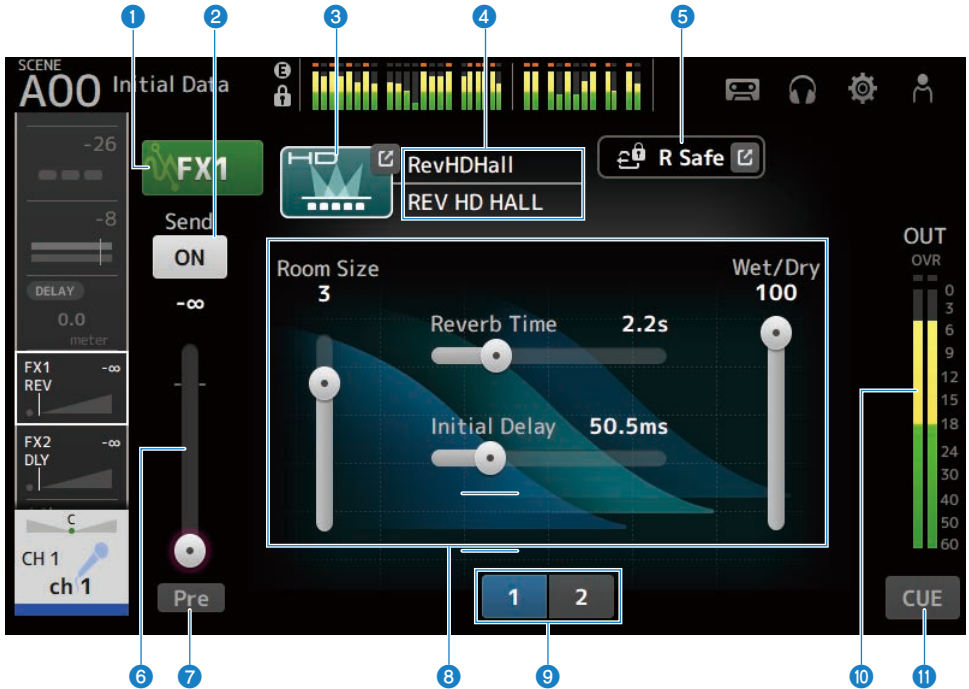 1 2 3 4 5
SCENE
A00 Initial Data
E
-26
-8
DELAY
0.0
meter
FX1 -∞
REV
FX2 -∞
DLY
C
CH 1
ch 1
FX1
Send
ON
-∞
Pre
HD
RevHDHall
REV HD HALL
R Safe
Room Size
3
Reverb Time 2.2s
Initial Delay 50.5ms
Wet/Dry
100
1 2
OUT
OVR
0
3
6
9
12
15
18
24
30
40
50
60
CUE
6 7 8 9 10 11